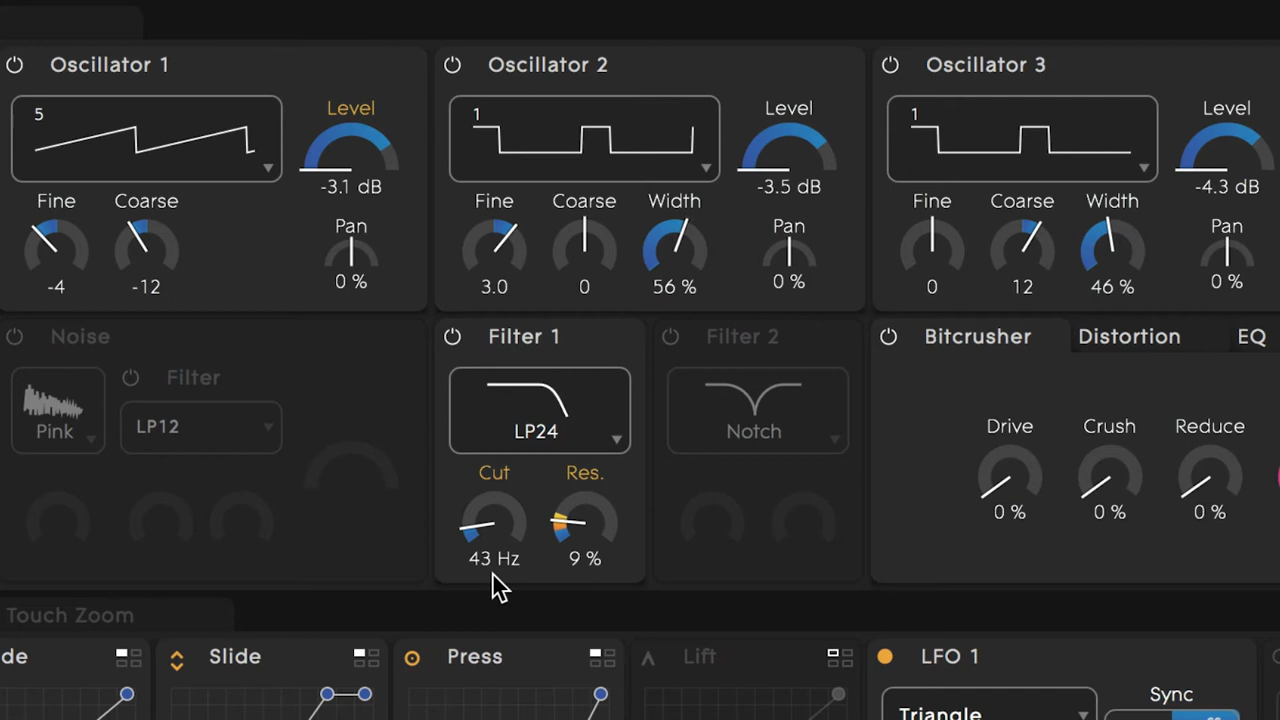 Oscillator 1
Oscillator 2
Oscillator 3
5
Level
-3.1 dB
Fine
Coarse
Pan
-4
-12
0 %
1
Level
-3.5 dB
Fine
Coarse
Width
Pan
3.0
0
56 %
0 %
1
Level
-4.3 dB
Fine
Coarse
Width
Pan
0
12
46 %
0 %
Noise
Filter
Pink
LP12
Filter 1
LP24
Cut
Res.
43 Hz
9 %
Filter 2
Notch
Bitcrusher
Distortion
EQ
Drive
Crush
Reduce
0 %
0 %
0 %
Touch Zoom
de
Slide
Press
Lift
LFO 1
Triangle
Sync